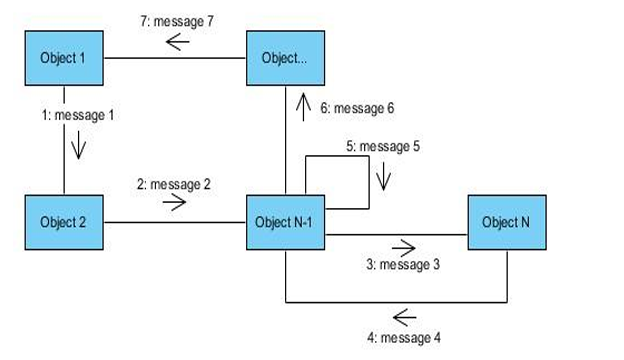 7: message 7
Object 1
Object...
1: message 1
6: message 6
5: message 5
2: message 2
Object 2
Object N-1
Object N
3: message 3
4: message 4